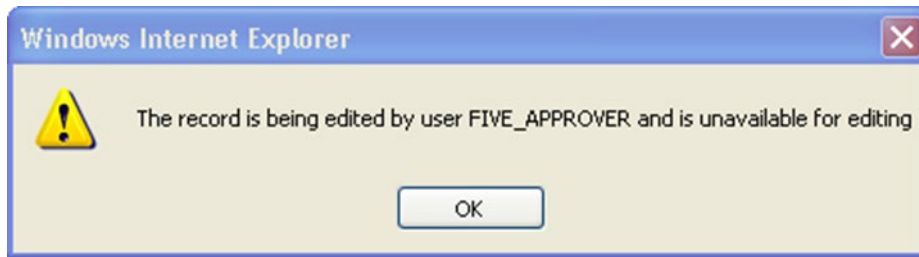 Windows Internet Explorer
The record is being edited by user FIVE_APPROVER and is unavailable for editing
OK